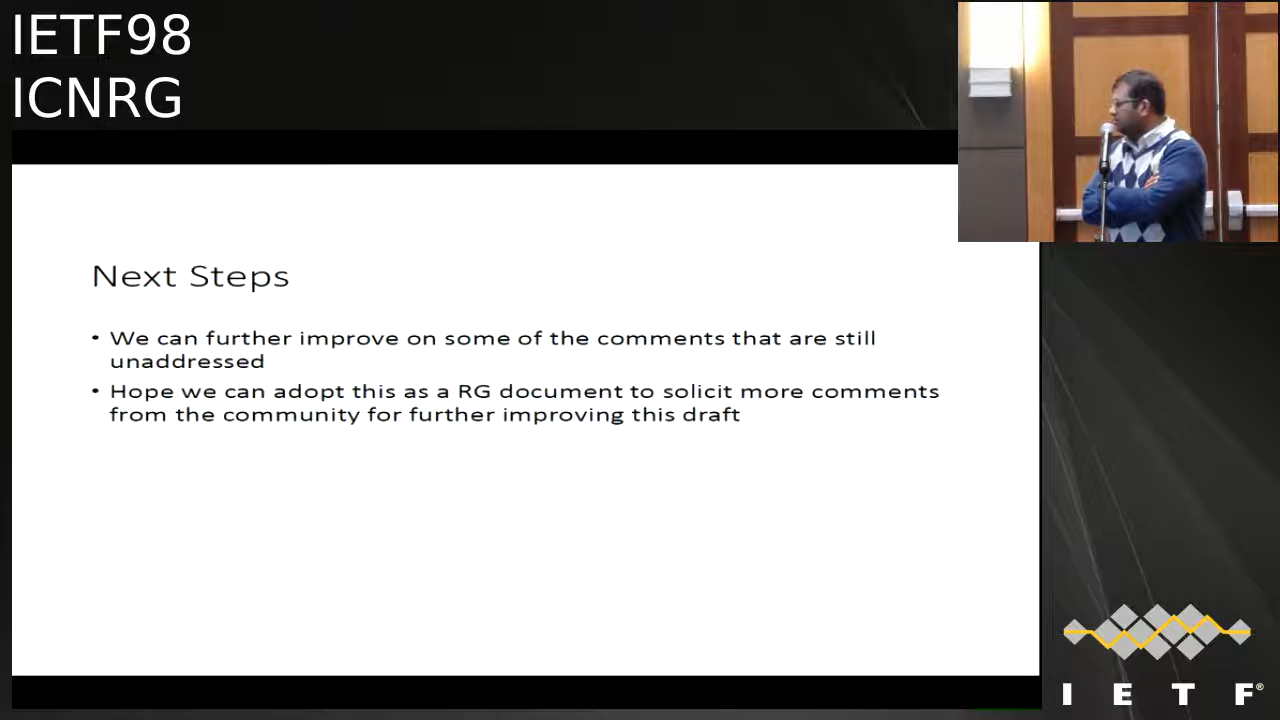 IETF98
ICNRG
Next Steps
• We can further improve on some of the comments that are still
unaddressed
• Hope we can adopt this as a RG document to solicit more comments
from the community for further improving this draft
I E T F®